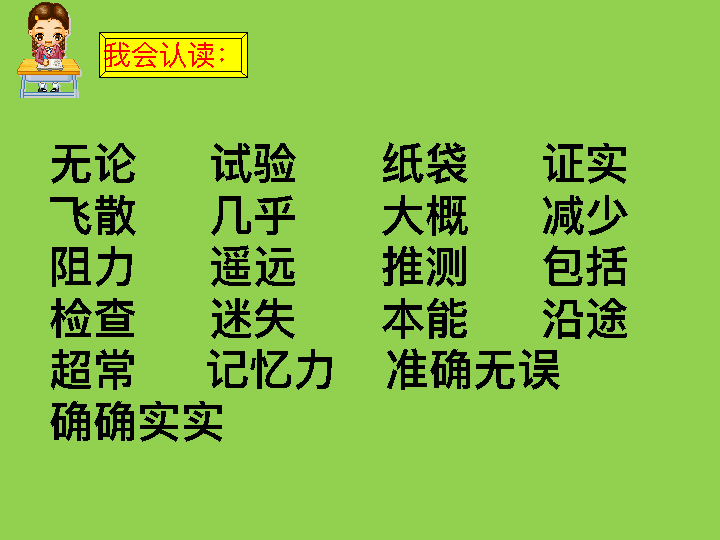 我会认读：
无论 试验 纸袋 证实
飞散 几乎 大概 减少
阻力 遥远 推测 包括
检查 迷失 本能 沿途
超常 记忆力 准确无误
确确实实